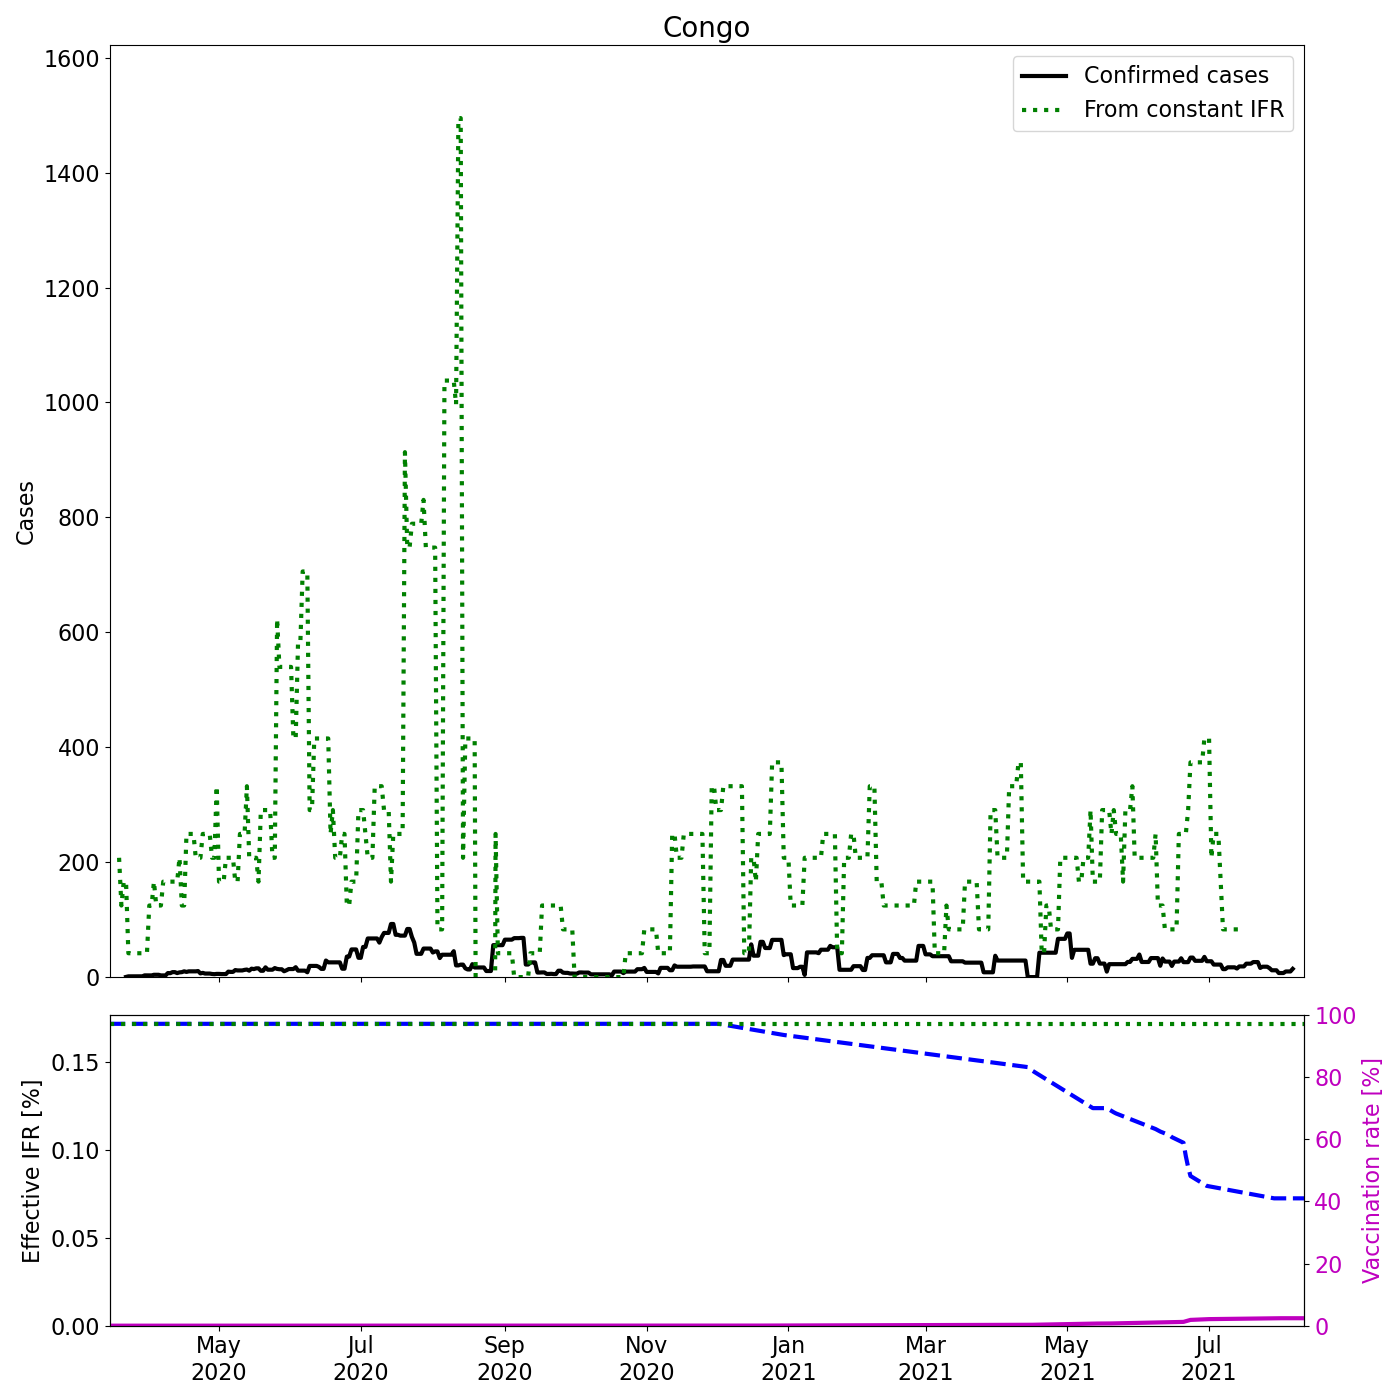 Congo
1600
1400
1200
1000
800
600
400
200
0
Cases
Confirmed cases
From constant IFR
0.15
0.10
0.05
0.00
Effective IFR [%]
100
80
60
40
20
0
Vaccination rate [%]
May Jul Sep Nov Jan Mar May Jul
2020 2020 2020 2020 2021 2021 2021 2021